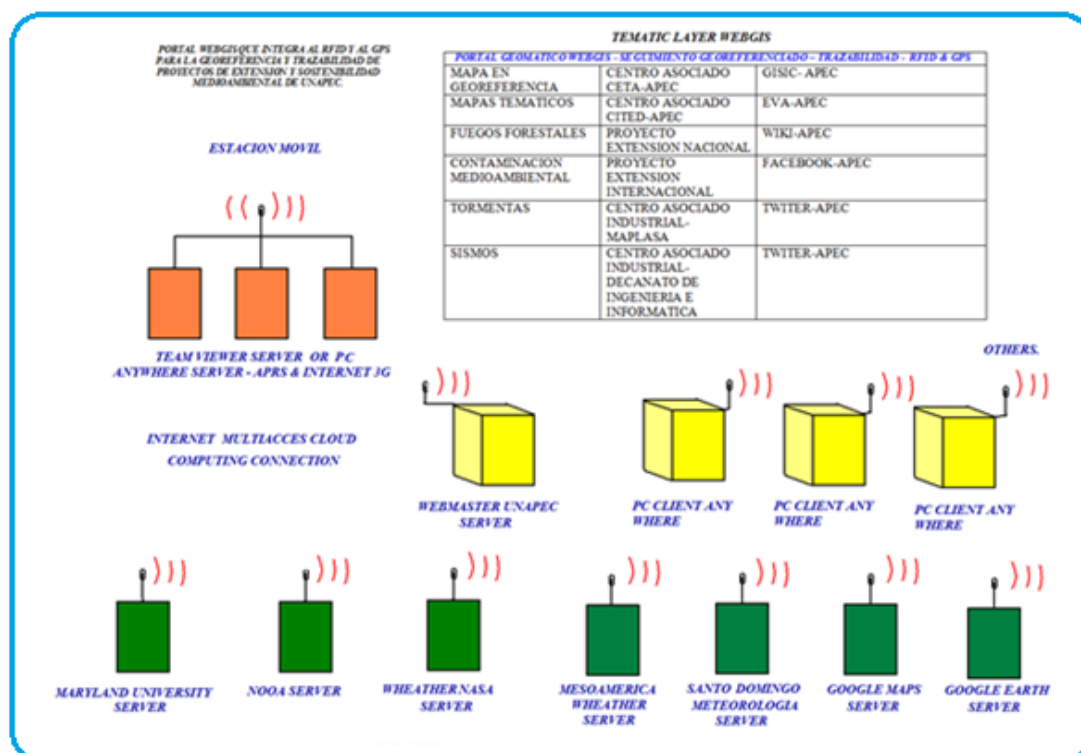 PORTAL WEBGIS QUE INTEGRA AL RFID Y AL GPS
PARA LA GEOREFERENCIA Y TRAZABILIDAD DE
PROYECTOS DE EXTENSION Y SOSTENIBILIDAD
MEDIOAMBIENTAL DE UNAPEC.
TEMATIC LAYER WEBGIS
PORTAL GEOMATICO WEBGIS - SEGUIMIENTO GEOREFERENCIADO - TRAZABILIDAD - RFID & GPS
MAPA EN
GEOREFERENCIA
CENTRO ASOCIADO
CETA-APEC
GISIC- APEC
MAPAS TEMATICOS
CENTRO ASOCIADO
CITED-APEC
EVA-APEC
FUEGOS FORESTALES
PROYECTO
EXTENSION NACIONAL
WIKI-APEC
CONTAMINACION
MEDIOAMBIENTAL
PROYECTO
EXTENSION
INTERNACIONAL
FACEBOOK-APEC
TORMENTAS
CENTRO ASOCIADO
INDUSTRIAL-
MAPLASA
TWITER-APEC
SISMOS
CENTRO ASOCIADO
INDUSTRIAL-
DECANATO DE
INGENIERIA E
INFORMATICA
TWITER-APEC
ESTACION MOVIL
TEAM VIEWER SERVER OR PC
ANYWHERE SERVER - APRS & INTERNET 3G
OTHERS.
INTERNET MULTIACCES CLOUD
COMPUTING CONNECTION
WEBMASTER UNAPEC
SERVER
PC CLIENT ANY
WHERE
PC CLIENT ANY
WHERE
PC CLIENT ANY
WHERE
MARYLAND UNIVERSITY
SERVER
NOOA SERVER
WHEATHER NASA
SERVER
MESOAMERICA
WHEATHER
SERVER
SANTO DOMINGO
METEOROLOGIA
SERVER
GOOGLE MAPS
SERVER
GOOGLE EARTH
SERVER